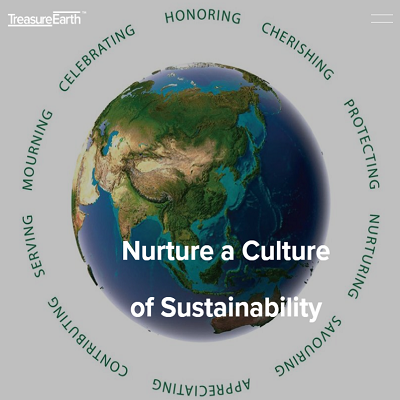 TreasureEarth™
HONORING
CHERISHING
PROTECTING
NURTURING
SAVOURING
APPRECIATING
CONTRIBUTING
SERVING
MOURNING
CELEBRATING
Nurture a Culture
of Sustainability